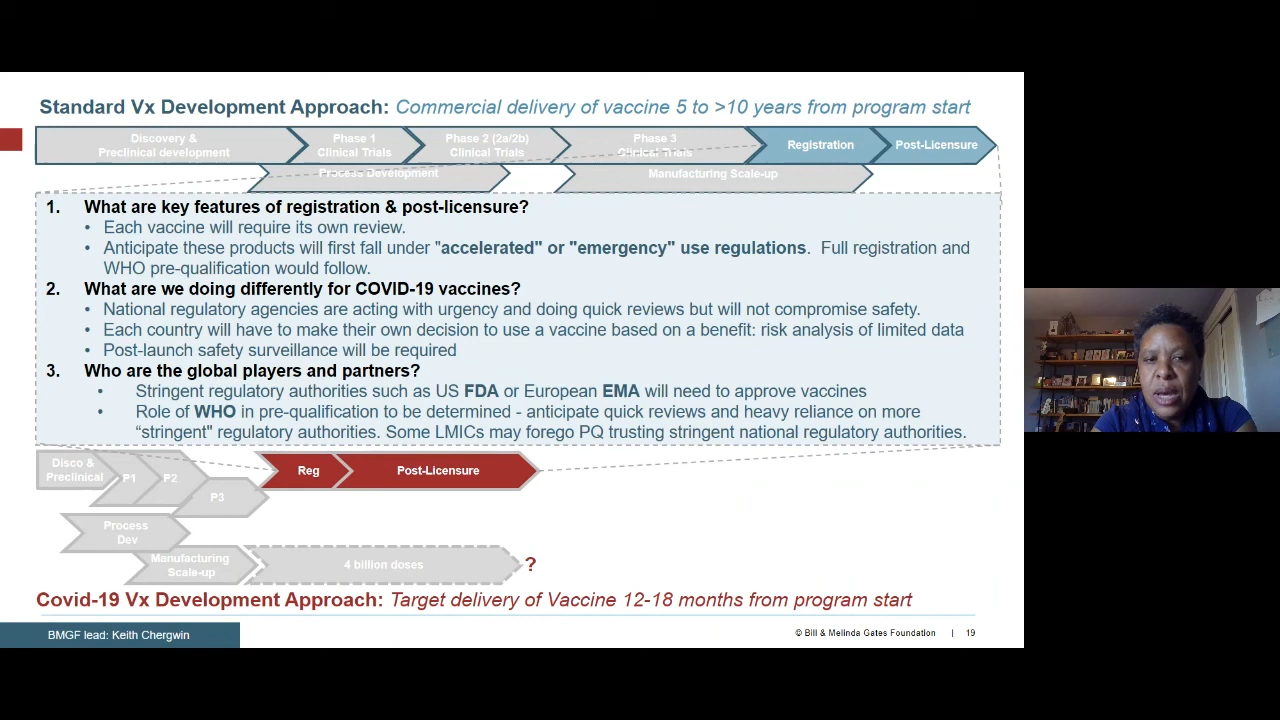 Standard Vx Development Approach: Commercial delivery of vaccine 5 to >10 years from program start
Discovery &
Preclinical development
Phase 1
Clinical Trials
Phase 2 (2a/2b)
Clinical Trials
Phase 3
Clinical Trials
Registration
Post-Licensure
Process Development
Manufacturing Scale-up
1. What are key features of registration & post-licensure?
• Each vaccine will require its own review.
• Anticipate these products will first fall under "accelerated" or "emergency" use regulations. Full registration and
WHO pre-qualification would follow.
2. What are we doing differently for COVID-19 vaccines?
• National regulatory agencies are acting with urgency and doing quick reviews but will not compromise safety.
• Each country will have to make their own decision to use a vaccine based on a benefit: risk analysis of limited data
• Post-launch safety surveillance will be required
3. Who are the global players and partners?
• Stringent regulatory authorities such as US FDA or European EMA will need to approve vaccines
• Role of WHO in pre-qualification to be determined - anticipate quick reviews and heavy reliance on more
“stringent" regulatory authorities. Some LMICs may forego PQ trusting stringent national regulatory authorities.
Disco &
Preclinical
P1
P2
P3
Reg
Post-Licensure
Process
Dev
Manufacturing
Scale-up
4 billion doses
?
Covid-19 Vx Development Approach: Target delivery of Vaccine 12-18 months from program start
BMGF lead: Keith Chergwin
© Bill & Melinda Gates Foundation | 19